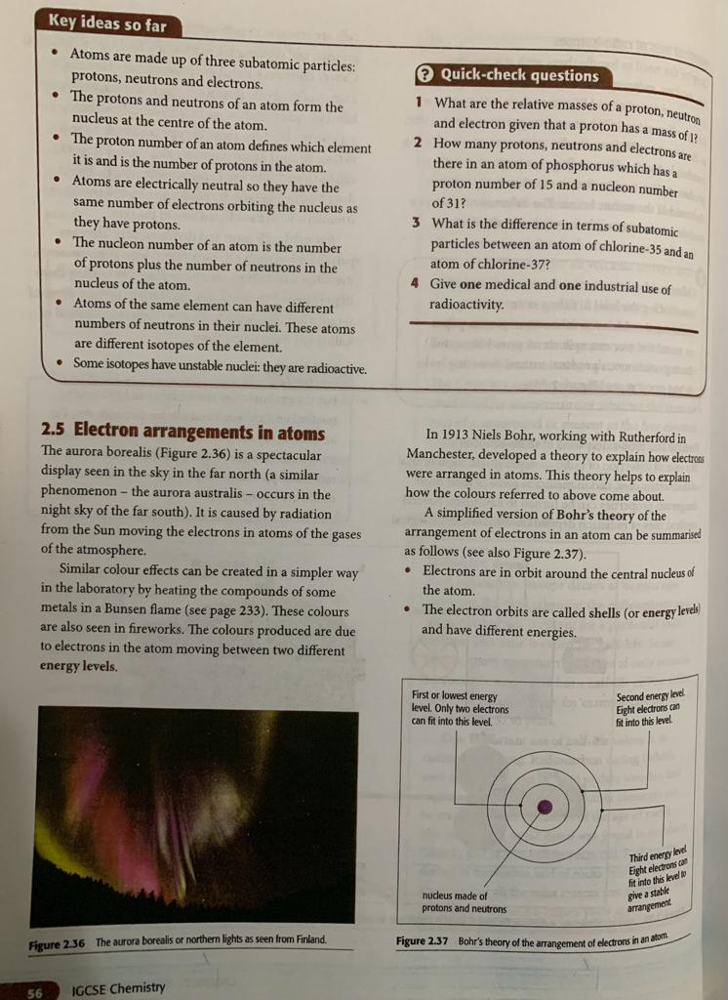 Key ideas so far
• Atoms are made up of three subatomic particles:
protons, neutrons and electrons.
• The protons and neutrons of an atom form the
nucleus at the centre of the atom.
• The proton number of an atom defines which element
it is and is the number of protons in the atom.
• Atoms are electrically neutral so they have the
same number of electrons orbiting the nucleus as
they have protons.
• The nucleon number of an atom is the number
of protons plus the number of neutrons in the
nucleus of the atom.
• Atoms of the same element can have different
numbers of neutrons in their nuclei. These atoms
are different isotopes of the element.
• Some isotopes have unstable nuclei: they are radioactive.
? Quick-check questions
1 What are the relative masses of a proton, neutron
and electron given that a proton has a mass of 1?
2 How many protons, neutrons and electrons are
there in an atom of phosphorus which has a
proton number of 15 and a nucleon number
of 31?
3 What is the difference in terms of subatomic
particles between an atom of chlorine-35 and an
atom of chlorine-37?
4 Give one medical and one industrial use of
radioactivity.
2.5 Electron arrangements in atoms
The aurora borealis (Figure 2.36) is a spectacular
display seen in the sky in the far north (a similar
phenomenon – the aurora australis – occurs in the
night sky of the far south). It is caused by radiation
from the Sun moving the electrons in atoms of the gases
of the atmosphere.
Similar colour effects can be created in a simpler way
in the laboratory by heating the compounds of some
metals in a Bunsen flame (see page 233). These colours
are also seen in fireworks. The colours produced are due
to electrons in the atom moving between two different
energy levels.
Figure 2.36 The aurora borealis or northern lights as seen from Finland.
In 1913 Niels Bohr, working with Rutherford in
Manchester, developed a theory to explain how electrons
were arranged in atoms. This theory helps to explain
how the colours referred to above come about.
A simplified version of Bohr's theory of the
arrangement of electrons in an atom can be summarised
as follows (see also Figure 2.37).
• Electrons are in orbit around the central nucleus of
the atom.
• The electron orbits are called shells (or energy levels)
and have different energies.
First or lowest energy
level. Only two electrons
can fit into this level.
Second energy level.
Eight electrons can
fit into this level.
Third energy level.
Eight electrons can
fit into this level to
give a stable
arrangement.
nucleus made of
protons and neutrons
Figure 2.37 Bohr's theory of the arrangement of electrons in an atom.
56 IGCSE Chemistry